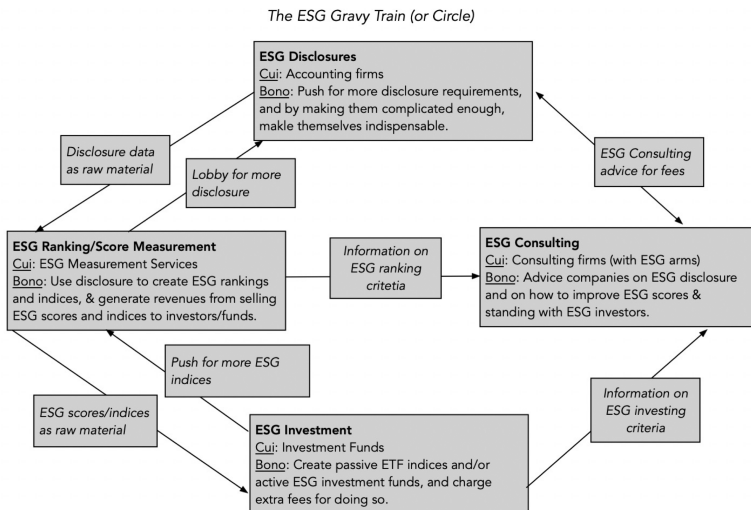 The ESG Gravy Train (or Circle)
ESG Disclosures
Cui: Accounting firms
Bono: Push for more disclosure requirements,
and by making them complicated enough,
makle themselves indispensable.
Disclosure data
as raw material
Lobby for more
disclosure
ESG Consulting
advice for fees
ESG Ranking/Score Measurement
Cui: ESG Measurement Services
Bono: Use disclosure to create ESG rankings
and indices, & generate revenues from selling
ESG scores and indices to investors/funds.
Information on
ESG ranking
critetia
ESG Consulting
Cui: Consulting firms (with ESG arms)
Bono: Advice companies on ESG disclosure
and on how to improve ESG scores &
standing with ESG investors.
Push for more ESG
indices
ESG scores/indices
as raw material
Information on
ESG investing
criteria
ESG Investment
Cui: Investment Funds
Bono: Create passive ETF indices and/or
active ESG investment funds, and charge
extra fees for doing so.